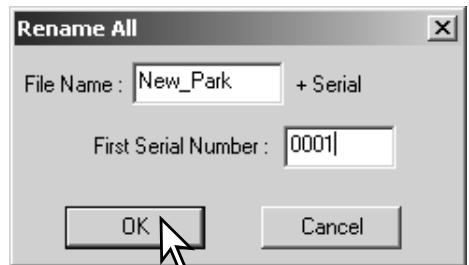 Rename All
File Name : New_Park + Serial
First Serial Number : 0001
OK Cancel